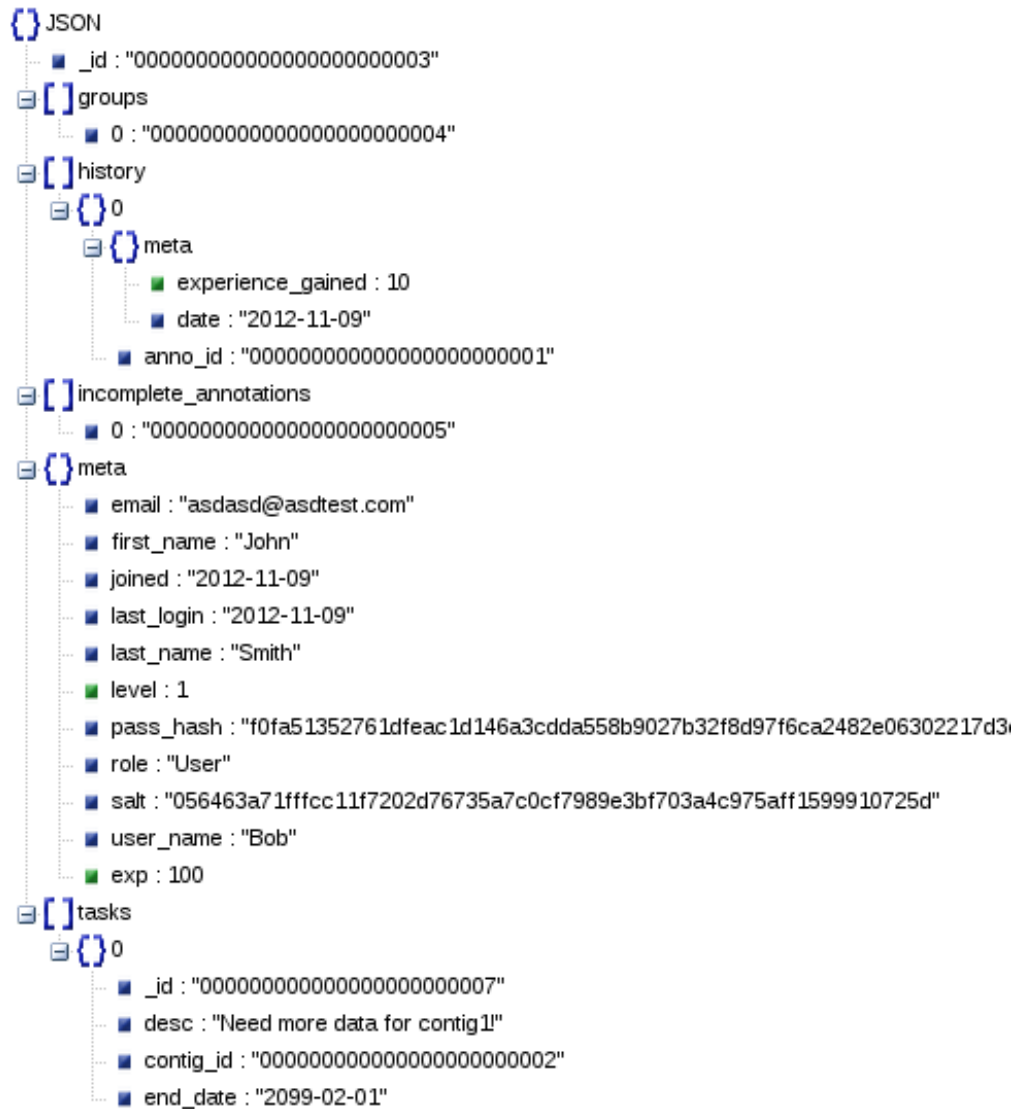 JSON
_id : "000000000000000000000003"
groups
0 : "000000000000000000000004"
history
0
meta
experience_gained : 10
date : "2012-11-09"
anno_id : "000000000000000000000001"
incomplete_annotations
0 : "000000000000000000000005"
meta
email : "asdasd@asdtest.com"
first_name : "John"
joined : "2012-11-09"
last_login : "2012-11-09"
last_name : "Smith"
level : 1
pass_hash : "f0fa51352761dfeac1d146a3cdda558b9027b32f8d97f6ca2482e06302217d3
role : "User"
salt : "056463a71fffcc11f7202d76735a7c0cf7989e3bf703a4c975aff1599910725d"
user_name : "Bob"
exp : 100
tasks
0
_id : "000000000000000000000007"
desc : "Need more data for contig1!"
contig_id : "000000000000000000000002"
end_date : "2099-02-01"